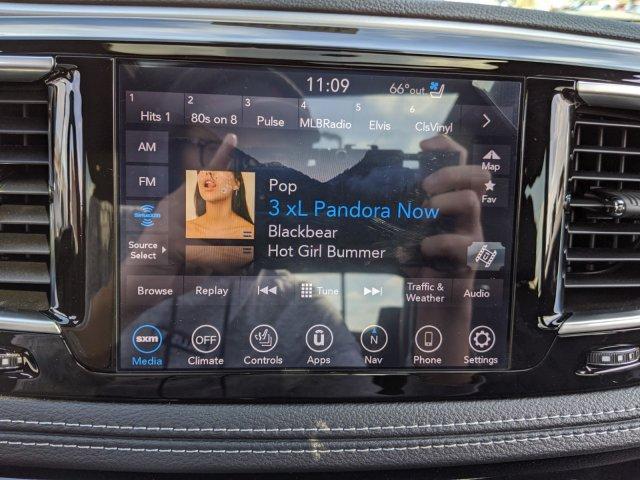 11:09 66°out
1 2 3 4 5 6
Hits 1 80s on 8 Pulse MLBRadio Elvis ClsVinyl
AM
FM
SiriusXM
Source
Select
Map
Fav
Pop
3 xL Pandora Now
Blackbear
Hot Girl Bummer
Browse Replay Tune Traffic &
Weather Audio
sxm OFF U N
Media Climate Controls Apps Nav Phone Settings